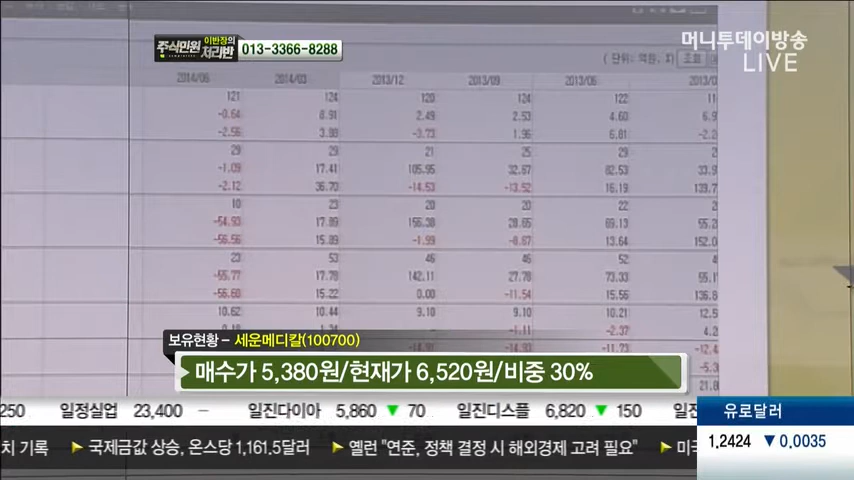 주식민원 이반장의 처리반 013-3366-8288
머니투데이방송
LIVE
( 단위: 억원,
조표
2014/06 2014/03 2013/12 2013/09 2013/06
121 124 120 124 122
-0.64 8.91 2.49 2.53 4.60
-2.56 3.88 -3.73 1.96 6.81
29 29 21 25 29
-1.09 17.41 105.95 32.67 82.53
-2.12 36.70 -14.53 -13.52 16.19
10 23 20 20 22
-54.93 17.89 156.38 28.65 69.13
-56.56 15.89 -1.99 -8.87 13.64
23 53 46 46 52
-55.77 17.78 142.11 27.78 73.33
-56.60 15.22 0.00 -11.54 15.56
10.62 10.44 9.10 9.10 10.21
보유현황 – 세운메디칼(100700)
매수가 5,380원/현재가 6,520원/비중 30%
250 일정실업 23,400 – 일진다이아 5,860 ▼ 70 일진디스플 6,820 ▼ 150 일진
유로달러
1,2424 ▼0,0035
치 기록 ▶국제금값 상승, 온스당 1,161.5달러 ▶옐런 "연준, 정책 결정 시 해외경제 고려 필요" ▶미국